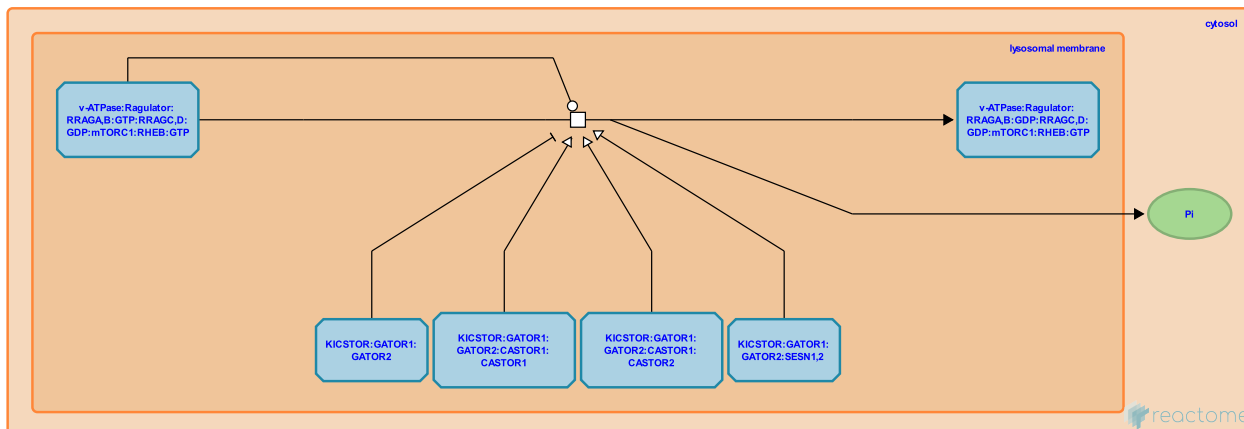 cytosol
lysosomal membrane
v-ATPase:Ragulator:
RRAGA,B:GTP:RRAGC,D:
GDP:mTORC1:RHEB:GTP
v-ATPase:Ragulator:
RRAGA,B:GDP:RRAGC,D:
GDP:mTORC1:RHEB:GTP
Pi
KICSTOR:GATOR1:
GATOR2
KICSTOR:GATOR1:
GATOR2:CASTOR1:
CASTOR1
KICSTOR:GATOR1:
GATOR2:CASTOR1:
CASTOR2
KICSTOR:GATOR1:
GATOR2:SESN1,2
reactome